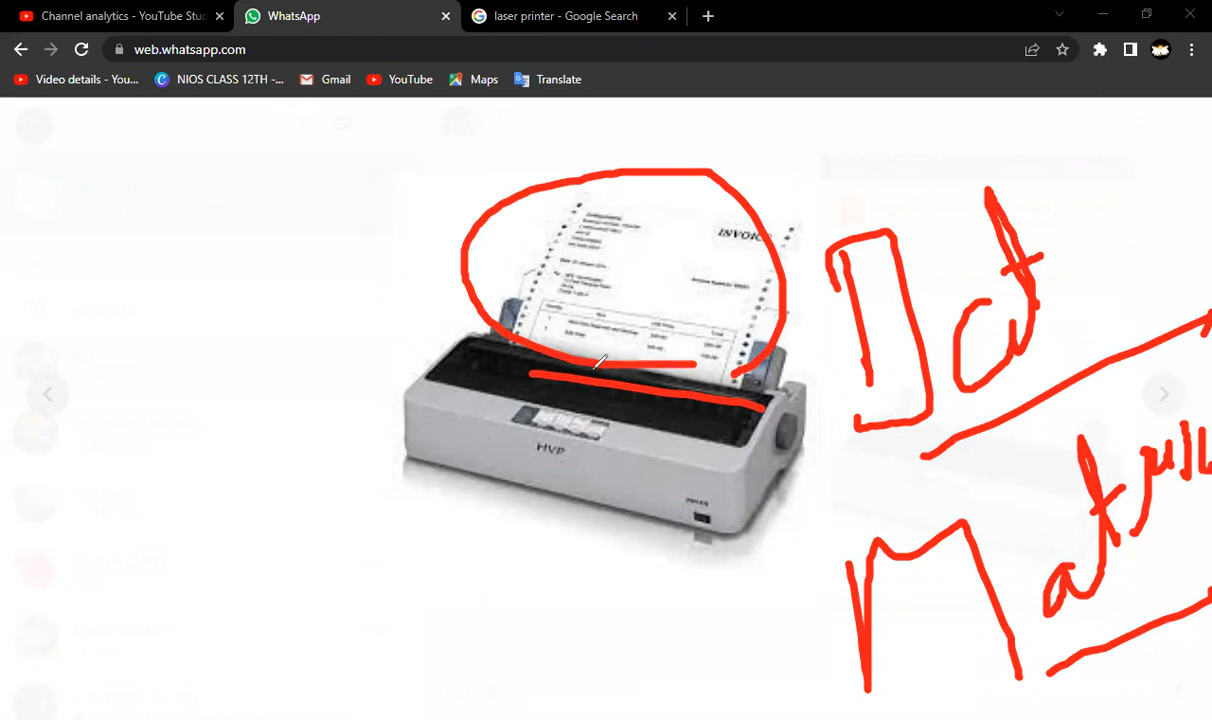 Channel analytics - YouTube Stud
WhatsApp
laser printer - Google Search
web.whatsapp.com
Video details - You...
NIOS CLASS 12TH -...
Gmail
YouTube
Maps
Translate
INVOICE
HVP
Dot
Matrix